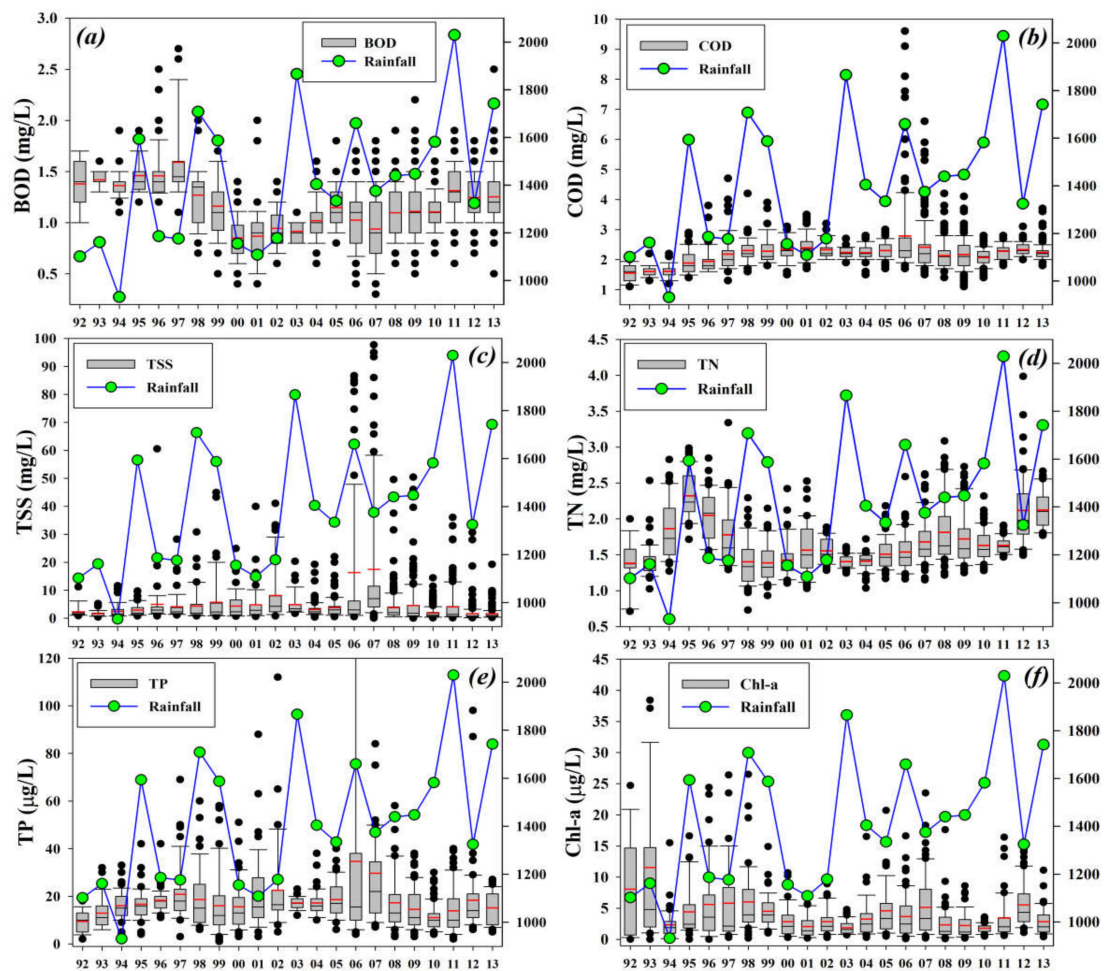 (a)
BOD
Rainfall
3.0
2.5
2.0
1.5
1.0
0.5
BOD (mg/L)
2000
1800
1600
1400
1200
1000
92 93 94 95 96 97 98 99 00 01 02 03 04 05 06 07 08 09 10 11 12 13
(b)
COD
Rainfall
10
9
8
7
6
5
4
3
2
1
COD (mg/L)
2000
1800
1600
1400
1200
1000
92 93 94 95 96 97 98 99 00 01 02 03 04 05 06 07 08 09 10 11 12 13
(c)
TSS
Rainfall
100
90
80
70
60
50
40
30
20
10
0
TSS (mg/L)
2000
1800
1600
1400
1200
1000
92 93 94 95 96 97 98 99 00 01 02 03 04 05 06 07 08 09 10 11 12 13
(d)
TN
Rainfall
4.5
4.0
3.5
3.0
2.5
2.0
1.5
1.0
0.5
TN (mg/L)
2000
1800
1600
1400
1200
1000
92 93 94 95 96 97 98 99 00 01 02 03 04 05 06 07 08 09 10 11 12 13
(e)
TP
Rainfall
120
100
80
60
40
20
0
TP (µg/L)
2000
1800
1600
1400
1200
1000
92 93 94 95 96 97 98 99 00 01 02 03 04 05 06 07 08 09 10 11 12 13
(f)
Chl-a
Rainfall
45
40
35
30
25
20
15
10
5
0
Chl-a (µg/L)
2000
1800
1600
1400
1200
1000
92 93 94 95 96 97 98 99 00 01 02 03 04 05 06 07 08 09 10 11 12 13